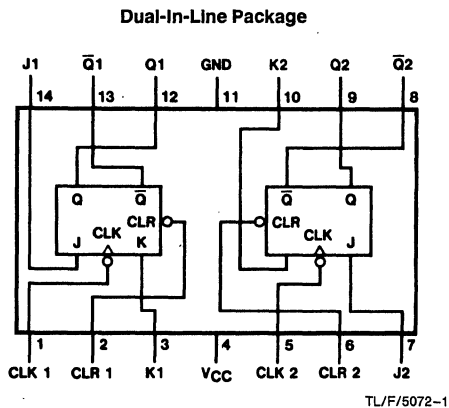 Dual-In-Line Package
J1 Q̅1 Q1 GND K2 Q2 Q̅2
14 13 12 11 10 9 8
Q Q̅ Q̅ Q
CLR CLR
CLK CLK
J K J
1 2 3 4 5 6 7
CLK 1 CLR 1 K1 VCC CLK 2 CLR 2 J2
TL/F/5072-1